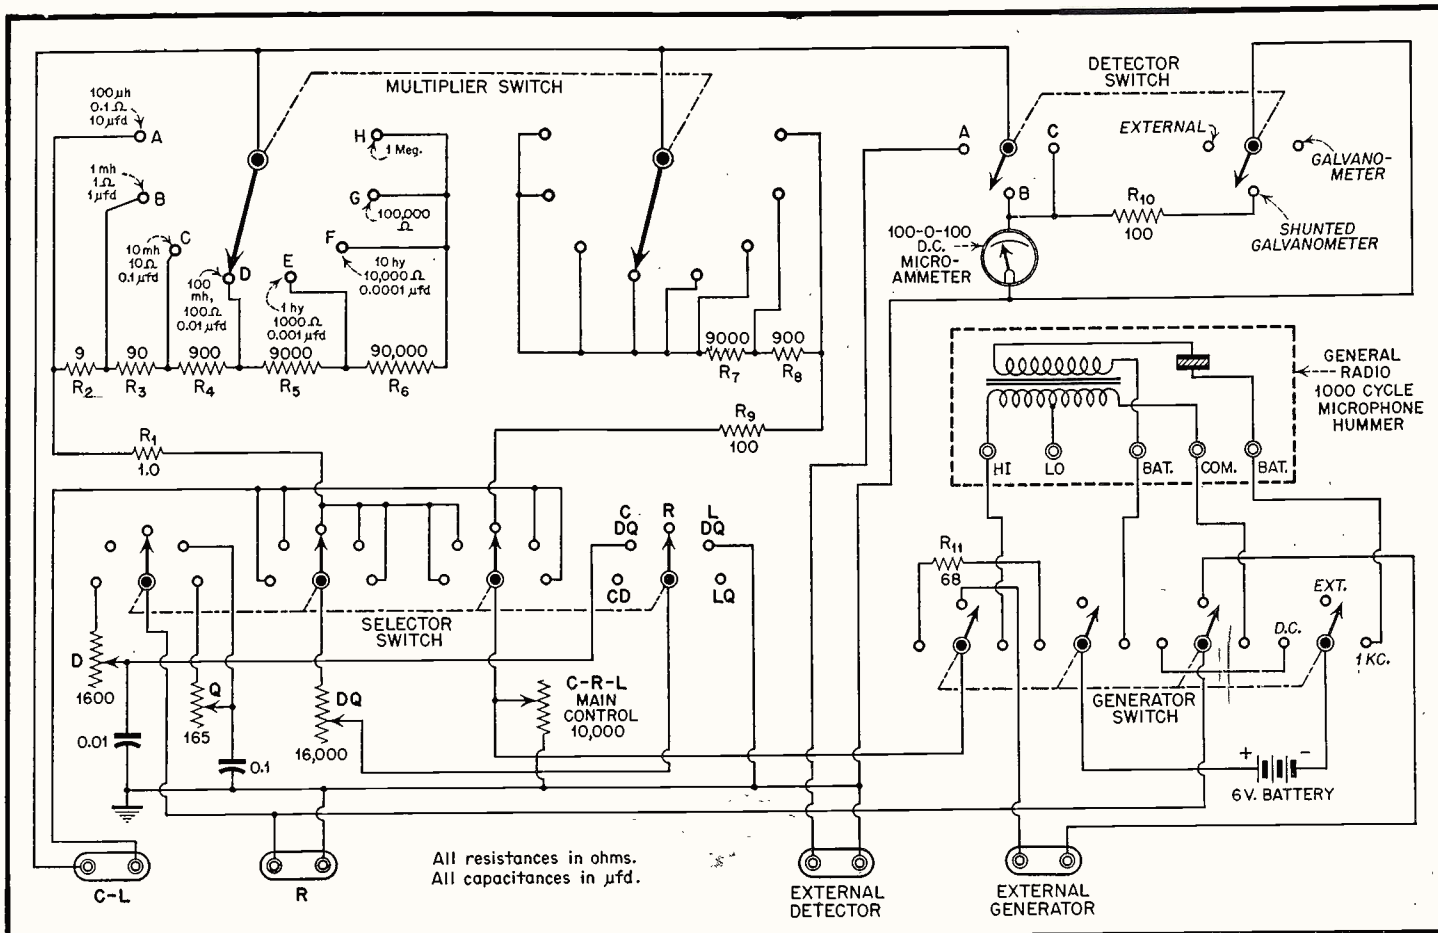 MULTIPLIER SWITCH
DETECTOR
SWITCH
100 μh
0.1 Ω
10 μfd
A
1 mh
1 Ω
1 μfd
B
10 mh
10 Ω
0.1 μfd
C
100
mh,
100 Ω
0.01 μfd
D
E
1 hy
1000 Ω
0.001 μfd
F
10 hy
10,000 Ω
0.0001 μfd
G
100,000
Ω
H
1 Meg.
A
C
B
EXTERNAL
GALVANO-
METER
R10
100
SHUNTED
GALVANOMETER
100-0-100
D.C.
MICRO-
AMMETER
9
R2
90
R3
900
R4
9000
R5
90,000
R6
9000
R7
900
R8
R9
100
R1
1.0
GENERAL
RADIO
1000 CYCLE
MICROPHONE
HUMMER
HI
LO
BAT.
COM.
BAT.
C
DQ
R
L
DQ
CD
LQ
SELECTOR
SWITCH
R11
68
D.C.
EXT.
1 KC.
GENERATOR
SWITCH
D
1600
Q
165
DQ
16,000
C-R-L
MAIN
CONTROL
10,000
0.01
0.1
+
-
6V. BATTERY
C-L
R
All resistances in ohms.
All capacitances in μfd.
EXTERNAL
DETECTOR
EXTERNAL
GENERATOR